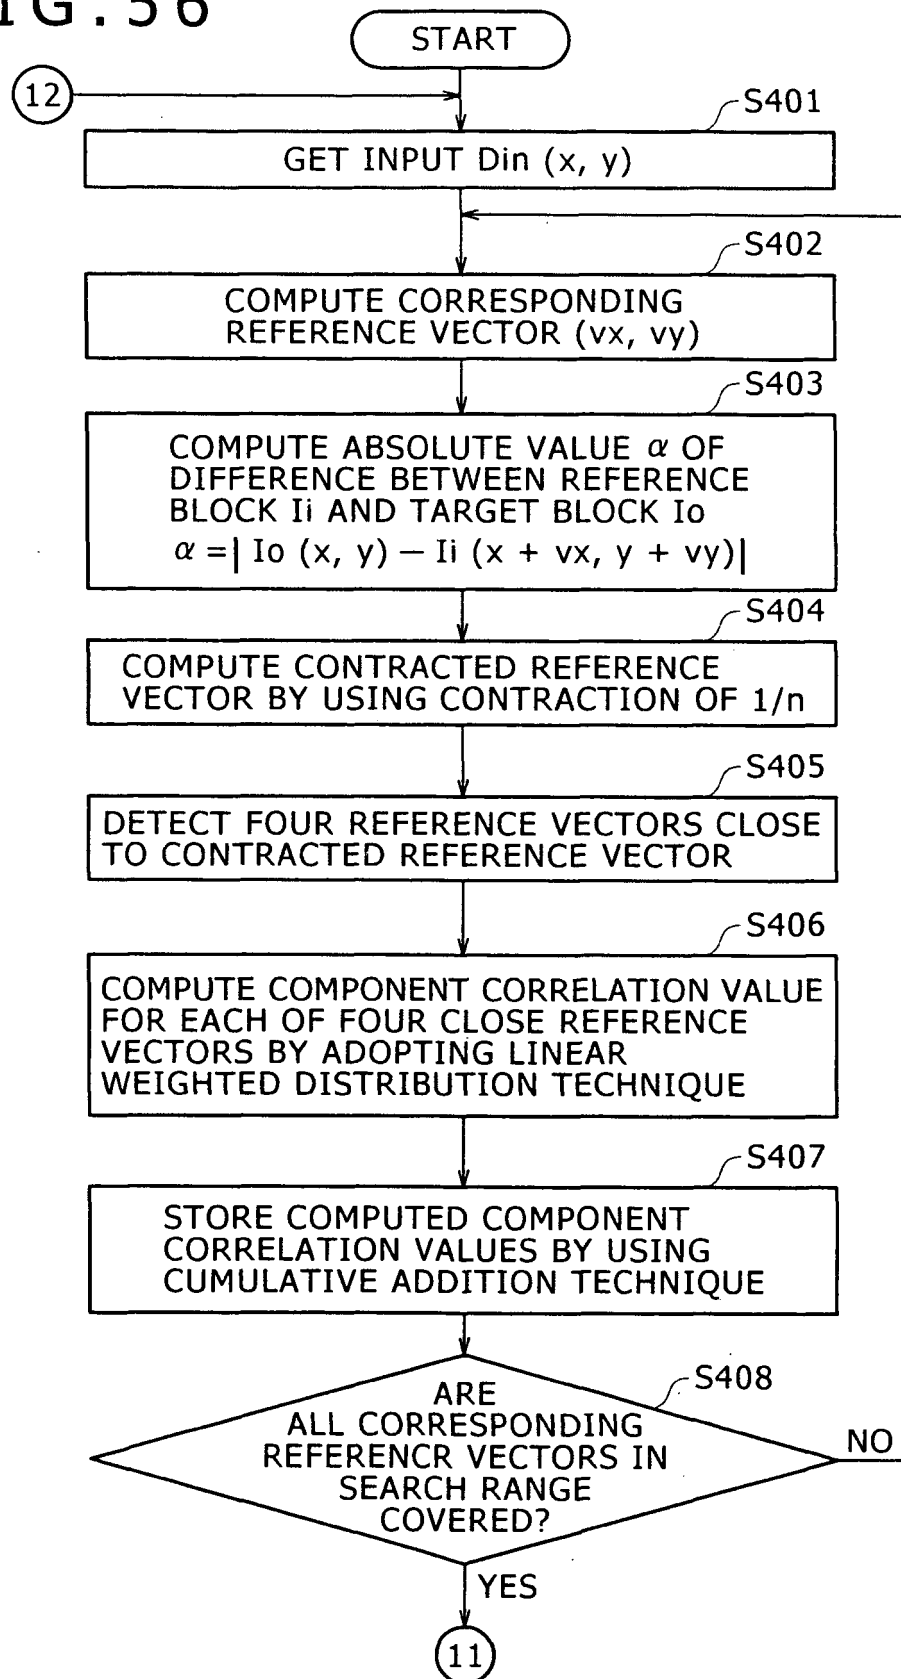 IG.56
START
12
S401
GET INPUT Din (x, y)
S402
COMPUTE CORRESPONDING
REFERENCE VECTOR (vx, vy)
S403
COMPUTE ABSOLUTE VALUE α OF
DIFFERENCE BETWEEN REFERENCE
BLOCK Ii AND TARGET BLOCK Io
α =| Io (x, y) — Ii (x + vx, y + vy)|
S404
COMPUTE CONTRACTED REFERENCE
VECTOR BY USING CONTRACTION OF 1/n
S405
DETECT FOUR REFERENCE VECTORS CLOSE
TO CONTRACTED REFERENCE VECTOR
S406
COMPUTE COMPONENT CORRELATION VALUE
FOR EACH OF FOUR CLOSE REFERENCE
VECTORS BY ADOPTING LINEAR
WEIGHTED DISTRIBUTION TECHNIQUE
S407
STORE COMPUTED COMPONENT
CORRELATION VALUES BY USING
CUMULATIVE ADDITION TECHNIQUE
S408
ARE
ALL CORRESPONDING
REFERENCR VECTORS IN
SEARCH RANGE
COVERED?
NO
YES
11